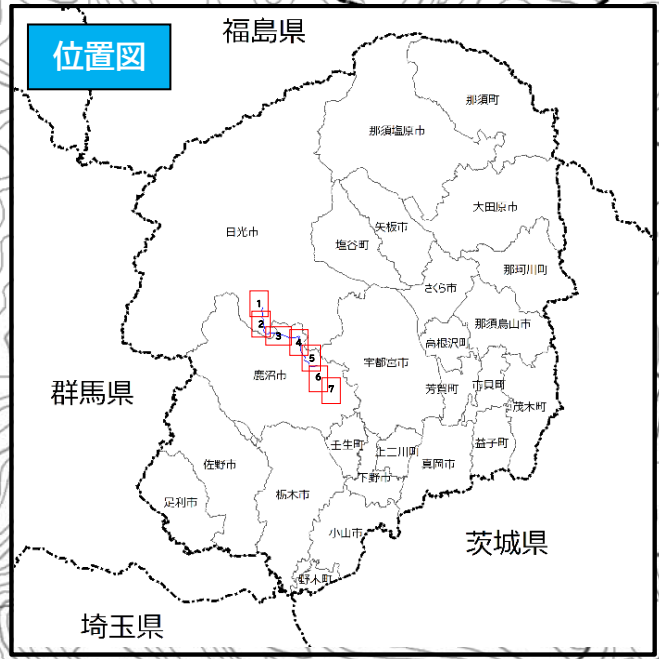 福島県
位置図
那須町
那須塩原市
大田原市
矢板市
日光市
塩谷町
那珂川町
さくら市
1
2
那須烏山市
3
4
高根沢町
5
宇都宮市
鹿沼市
6
7
群馬県
芳賀町
市貝町
茂木町
壬生町
上三川町
益子町
佐野市
真岡市
下野市
足利市
栃木市
小山市
茨城県
野木町
埼玉県